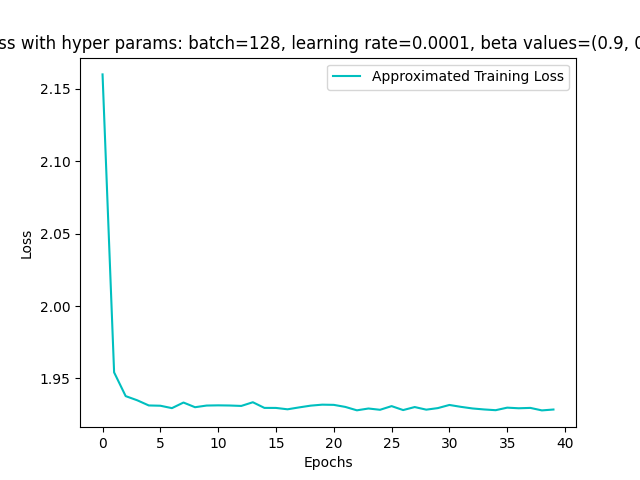 ss with hyper params: batch=128, learning rate=0.0001, beta values=(0.9, 0
Approximated Training Loss
2.15
2.10
2.05
2.00
1.95
Loss
0 5 10 15 20 25 30 35 40
Epochs